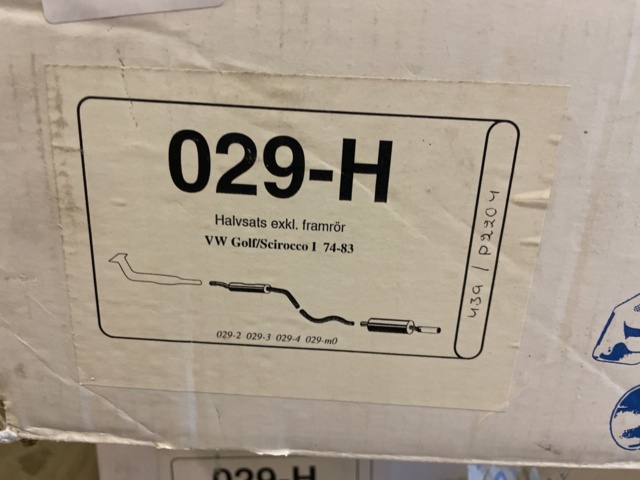 029-H
Halvsats exkl. framrör
VW Golf/Scirocco I 74-83
029-2 029-3 029-4 029-m0
439 / P2204
029-H